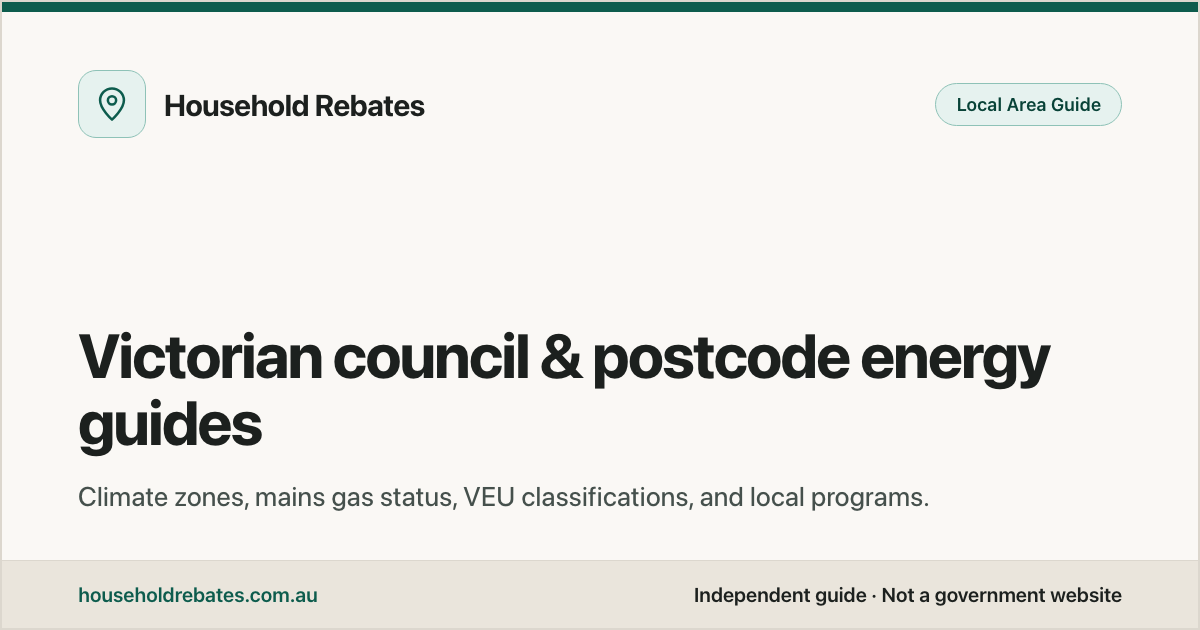 Household Rebates
Local Area Guide
Victorian council & postcode energy
guides
Climate zones, mains gas status, VEU classifications, and local programs.
householdrebates.com.au
Independent guide · Not a government website